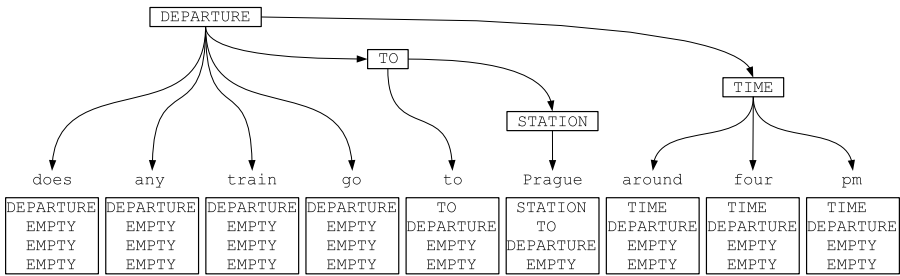 DEPARTURE
TO
TIME
STATION
does any train go to Prague around four pm
DEPARTURE DEPARTURE DEPARTURE DEPARTURE TO STATION TIME TIME TIME
EMPTY EMPTY EMPTY EMPTY DEPARTURE TO DEPARTURE DEPARTURE DEPARTURE
EMPTY EMPTY EMPTY EMPTY EMPTY DEPARTURE EMPTY EMPTY EMPTY
EMPTY EMPTY EMPTY EMPTY EMPTY EMPTY EMPTY EMPTY EMPTY